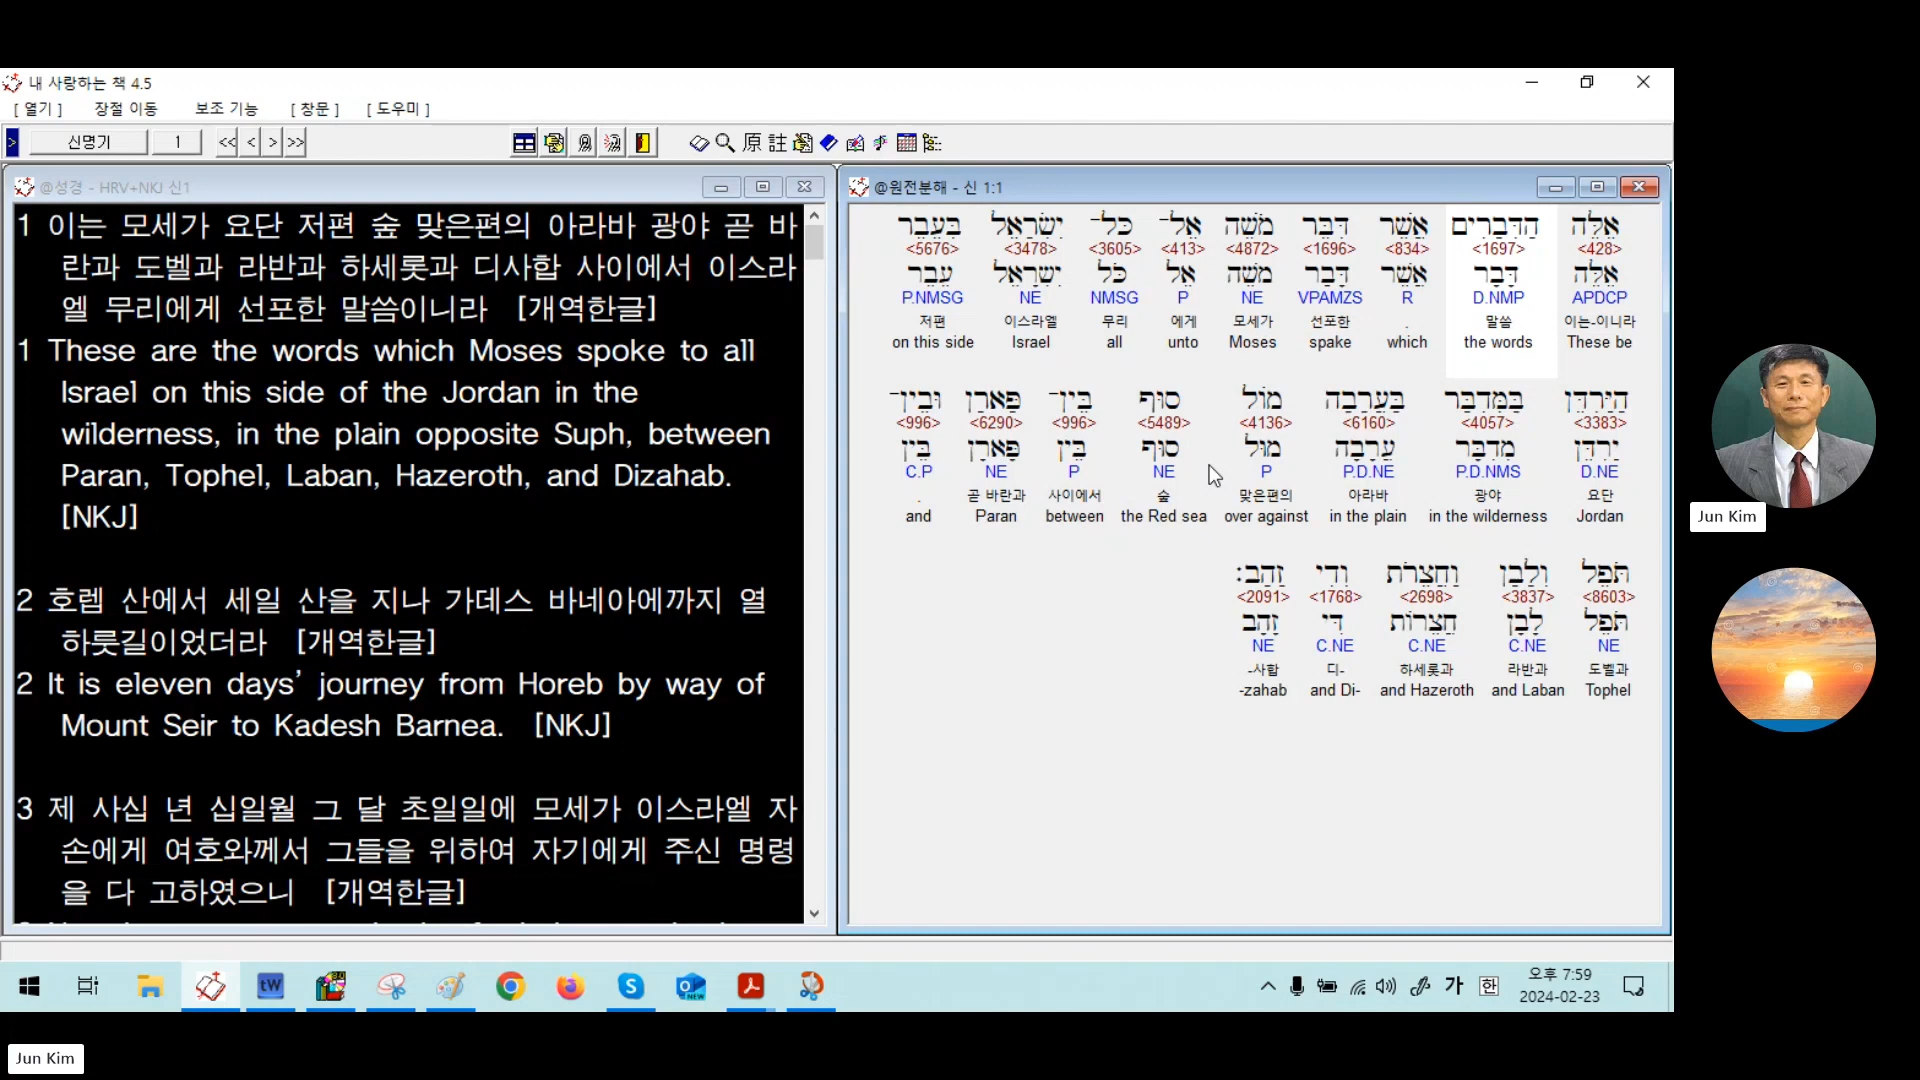 내 사랑하는 책 4.5
[ 열기 ] 장절 이동 보조 기능 [ 창문 ] [ 도우미 ]
신명기 1 << < > >> 原 註
@성경 - HRV+NKJ 신1
1 이는 모세가 요단 저편 숲 맞은편의 아라바 광야 곧 바
란과 도벨과 라반과 하세롯과 디사합 사이에서 이스라
엘 무리에게 선포한 말씀이니라 [개역한글]
1 These are the words which Moses spoke to all
Israel on this side of the Jordan in the
wilderness, in the plain opposite Suph, between
Paran, Tophel, Laban, Hazeroth, and Dizahab.
[NKJ]
2 호렙 산에서 세일 산을 지나 가데스 바네아에까지 열
하룻길이었더라 [개역한글]
2 It is eleven days’ journey from Horeb by way of
Mount Seir to Kadesh Barnea. [NKJ]
3 제 사십 년 십일월 그 달 초일일에 모세가 이스라엘 자
손에게 여호와께서 그들을 위하여 자기에게 주신 명령
을 다 고하였으니 [개역한글]
@원전분해 - 신 1:1
אֵלֶּה הַדְּבָרִים אֲשֶׁר דִּבֶּר מֹשֶׁה אֶל־ כָּל־ יִשְׂרָאֵל בְּעֵבֶר
<5676> <3478> <3605> <413> <4872> <1696> <834> <1697> <428>
אֵלֶּה דָּבָר אֲשֶׁר דָּבַר מֹשֶׁה אֶל כֹּל יִשְׂרָאֵל עֵבֶר
P.NMSG NE NMSG P NE VPAMZS R D.NMP APDCP
저편 이스라엘 무리 에게 모세가 선포한 . 말씀 이는-이니라
on this side Israel all unto Moses spake which the words These be
הַיַּרְדֵּן בַּמִּדְבָּר בָּעֲרָבָה מוֹל סוּף בֵּין־ פָּארָן וּבֵין־
<996> <6290> <996> <5489> <4136> <6160> <4057> <3383>
יַרְדֵּן מִדְבָּר עֲרָבָה מוּל סוּף בֵּין פָּארָן בֵּין
C.P NE P NE P P.D.NE P.D.NMS D.NE
. 곧 바란과 사이에서 숲 맞은편의 아라바 광야 요단
and Paran between the Red sea over against in the plain in the wilderness Jordan
תֹּפֶל וְלָבָן וַחֲצֵרֹת וְדִי זָהָב׃
<2091> <1768> <2698> <3837> <8603>
תֹּפֶל לָבָן חֲצֵרוֹת דִּי זָהָב
NE C.NE C.NE C.NE NE
-사합 디- 하세롯과 라반과 도벨과
-zahab and Di- and Hazeroth and Laban Tophel
Jun Kim
가 한 오후 7:59
2024-02-23
Jun Kim